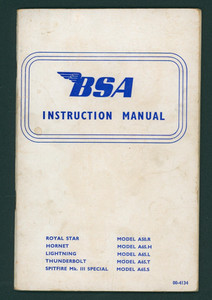 BSA
INSTRUCTION MANUAL
ROYAL STAR MODEL A50.R
HORNET MODEL A65.H
LIGHTNING MODEL A65.L
THUNDERBOLT MODEL A65.T
SPITFIRE Mk. III SPECIAL MODEL A65.S
00-4134